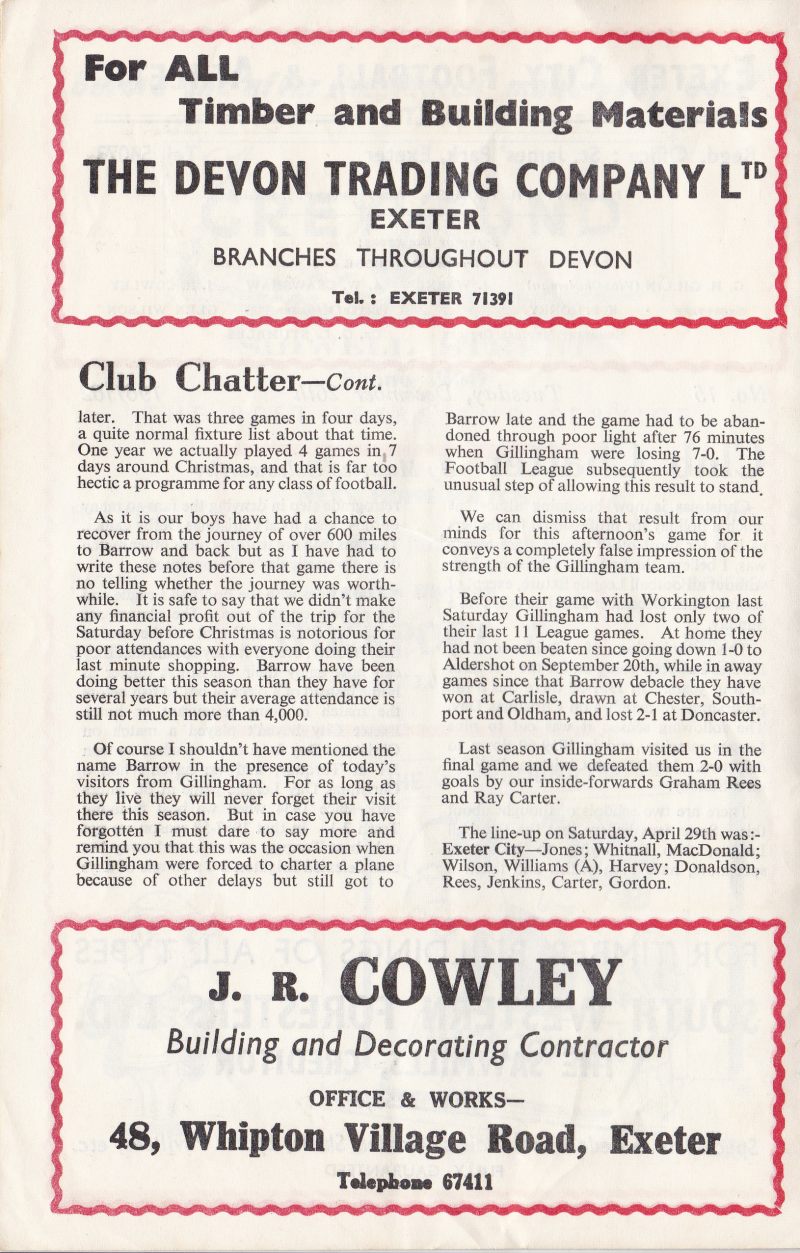 For ALL
Timber and Building Materials
THE DEVON TRADING COMPANY LTD
EXETER
BRANCHES THROUGHOUT DEVON
Tel. : EXETER 71391
Club Chatter—Cont.
later. That was three games in four days,
a quite normal fixture list about that time.
One year we actually played 4 games in 7
days around Christmas, and that is far too
hectic a programme for any class of football.
As it is our boys have had a chance to
recover from the journey of over 600 miles
to Barrow and back but as I have had to
write these notes before that game there is
no telling whether the journey was worth-
while. It is safe to say that we didn't make
any financial profit out of the trip for the
Saturday before Christmas is notorious for
poor attendances with everyone doing their
last minute shopping. Barrow have been
doing better this season than they have for
several years but their average attendance is
still not much more than 4,000.
Of course I shouldn't have mentioned the
name Barrow in the presence of today's
visitors from Gillingham. For as long as
they live they will never forget their visit
there this season. But in case you have
forgotten I must dare to say more and
remind you that this was the occasion when
Gillingham were forced to charter a plane
because of other delays but still got to
Barrow late and the game had to be aban-
doned through poor light after 76 minutes
when Gillingham were losing 7-0. The
Football League subsequently took the
unusual step of allowing this result to stand.
We can dismiss that result from our
minds for this afternoon's game for it
conveys a completely false impression of the
strength of the Gillingham team.
Before their game with Workington last
Saturday Gillingham had lost only two of
their last 11 League games. At home they
had not been beaten since going down 1-0 to
Aldershot on September 20th, while in away
games since that Barrow debacle they have
won at Carlisle, drawn at Chester, South-
port and Oldham, and lost 2-1 at Doncaster.
Last season Gillingham visited us in the
final game and we defeated them 2-0 with
goals by our inside-forwards Graham Rees
and Ray Carter.
The line-up on Saturday, April 29th was:-
Exeter City—Jones; Whitnall, MacDonald;
Wilson, Williams (A), Harvey; Donaldson,
Rees, Jenkins, Carter, Gordon.
J. R. COWLEY
Building and Decorating Contractor
OFFICE & WORKS—
48, Whipton Village Road, Exeter
Telephone 67411